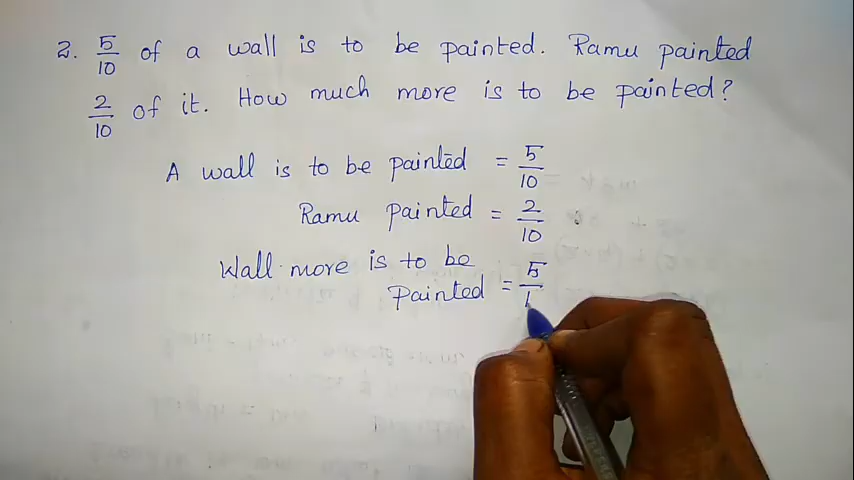 2. 5/10 of a wall is to be painted. Ramu painted
2/10 of it. How much more is to be painted?
A wall is to be painted = 5/10
Ramu painted = 2/10
Wall more is to be
painted = 5/1